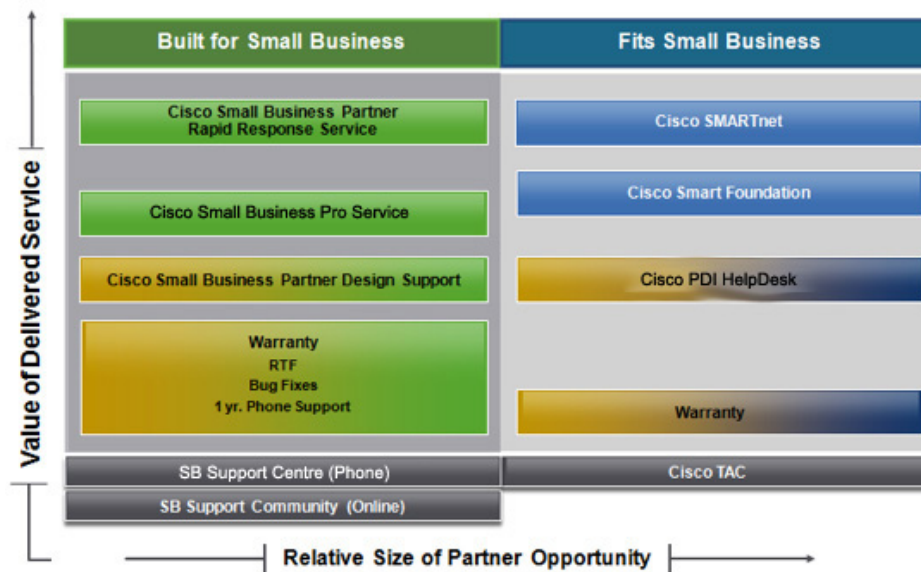 Built for Small Business
Fits Small Business
Cisco Small Business Partner
Rapid Response Service
Cisco SMARTnet
Cisco Smart Foundation
Cisco Small Business Pro Service
Cisco Small Business Partner Design Support
Cisco PDI HelpDesk
Warranty
RTF
Bug Fixes
1 yr. Phone Support
Warranty
SB Support Centre (Phone)
Cisco TAC
SB Support Community (Online)
Value of Delivered Service
Relative Size of Partner Opportunity